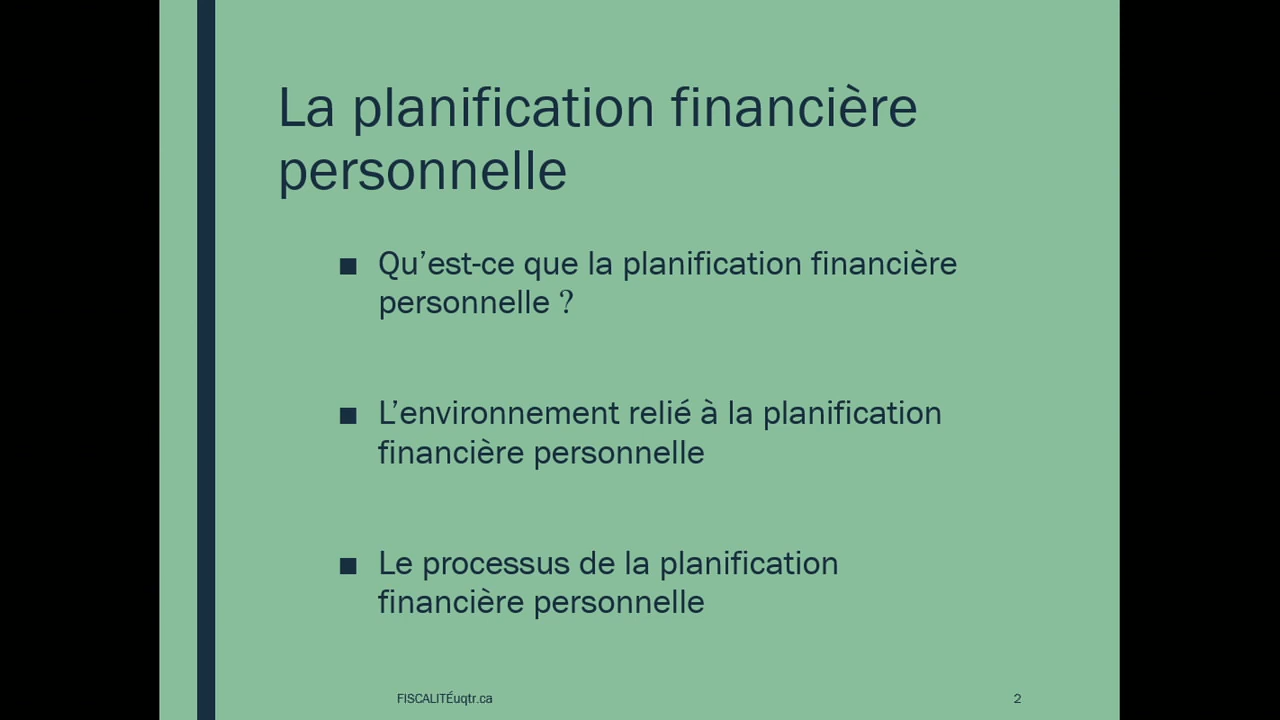 La planification financière
personnelle
■ Qu’est-ce que la planification financière
personnelle ?
■ L’environnement relié à la planification
financière personnelle
■ Le processus de la planification
financière personnelle
FISCALITÉuqtr.ca
2